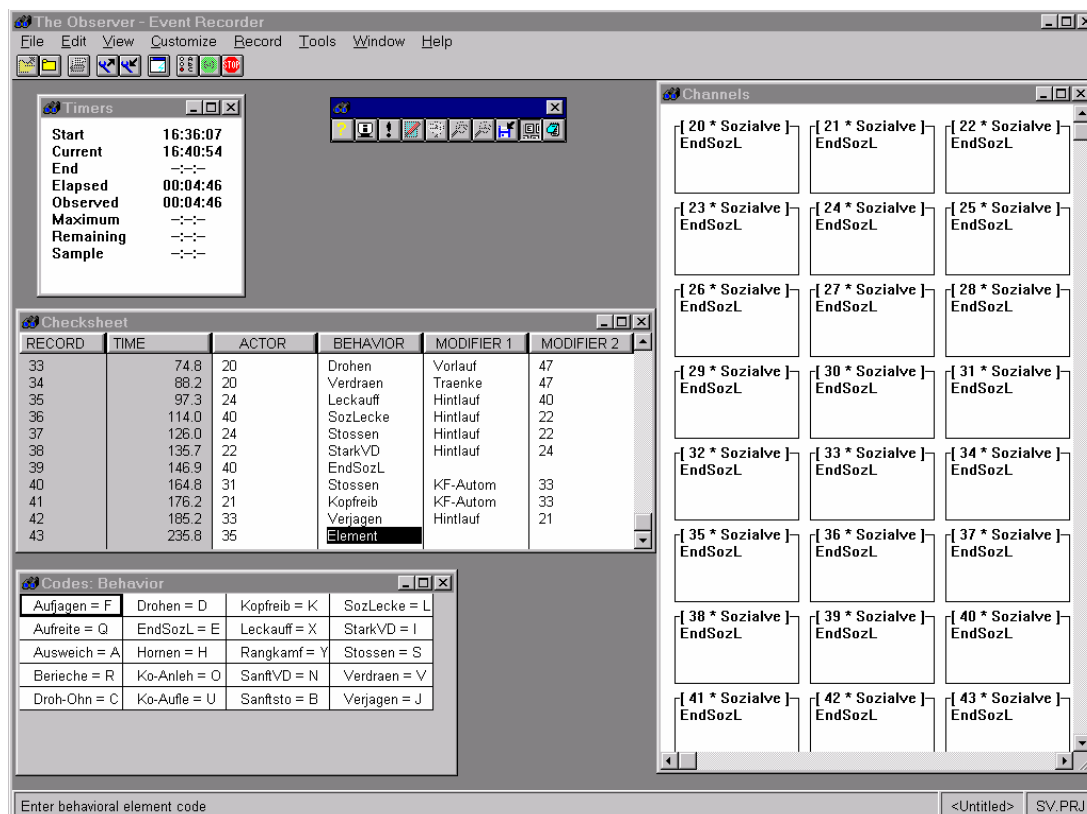 The Observer - Event Recorder
File Edit View Customize Record Tools Window Help
STOP
Timers
Start 16:36:07
Current 16:40:54
End -:-:-
Elapsed 00:04:46
Observed 00:04:46
Maximum -:-:-
Remaining -:-:-
Sample -:-:-
Checksheet
RECORD TIME ACTOR BEHAVIOR MODIFIER 1 MODIFIER 2
33 74.8 20 Drohen Vorlauf 47
34 88.2 20 Verdraen Traenke 47
35 97.3 24 Leckauff Hintlauf 40
36 114.0 40 SozLecke Hintlauf 22
37 126.0 24 Stossen Hintlauf 22
38 135.7 22 StarkVD Hintlauf 24
39 146.9 40 EndSozL
40 164.8 31 Stossen KF-Autom 33
41 176.2 21 Kopfreib KF-Autom 33
42 185.2 33 Verjagen Hintlauf 21
43 235.8 35 Element
Codes: Behavior
Aufjagen = F Drohen = D Kopfreib = K SozLecke = L
Aufreite = Q EndSozL = E Leckauff = X StarkVD = I
Ausweich = A Hornen = H Rangkamf = Y Stossen = S
Berieche = R Ko-Anleh = O SanftVD = N Verdraen = V
Droh-Ohn = C Ko-Aufle = U Sanftsto = B Verjagen = J
Channels
[ 20 * Sozialve ] [ 21 * Sozialve ] [ 22 * Sozialve ]
EndSozL EndSozL EndSozL
[ 23 * Sozialve ] [ 24 * Sozialve ] [ 25 * Sozialve ]
EndSozL EndSozL EndSozL
[ 26 * Sozialve ] [ 27 * Sozialve ] [ 28 * Sozialve ]
EndSozL EndSozL EndSozL
[ 29 * Sozialve ] [ 30 * Sozialve ] [ 31 * Sozialve ]
EndSozL EndSozL EndSozL
[ 32 * Sozialve ] [ 33 * Sozialve ] [ 34 * Sozialve ]
EndSozL EndSozL EndSozL
[ 35 * Sozialve ] [ 36 * Sozialve ] [ 37 * Sozialve ]
EndSozL EndSozL EndSozL
[ 38 * Sozialve ] [ 39 * Sozialve ] [ 40 * Sozialve ]
EndSozL EndSozL EndSozL
[ 41 * Sozialve ] [ 42 * Sozialve ] [ 43 * Sozialve ]
EndSozL EndSozL EndSozL
Enter behavioral element code <Untitled> SV.PRJ